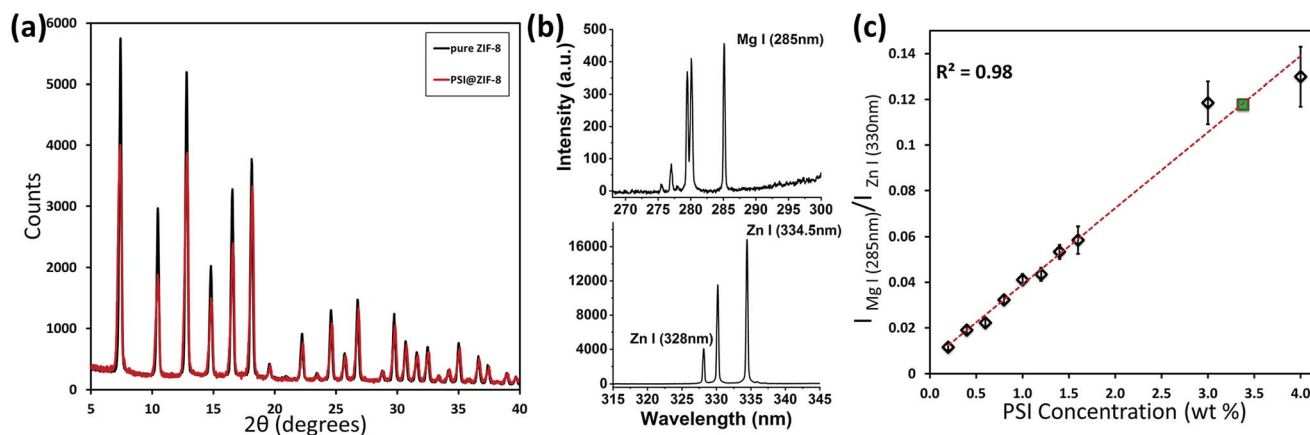 (a)
6000
5000
4000
3000
2000
1000
0
Counts
pure ZIF-8
PSI@ZIF-8
5 10 15 20 25 30 35 40
2θ (degrees)
(b)
500
400
300
200
100
0
Intensity (a.u.)
Mg I (285nm)
270 275 280 285 290 295 300
16000
12000
8000
4000
0
Zn I (334.5nm)
Zn I (328nm)
315 320 325 330 335 340 345
Wavelength (nm)
(c)
0.14
0.12
0.1
0.08
0.06
0.04
0.02
0
I Mg I (285nm)/I Zn I (330nm)
R² = 0.98
0.0 0.5 1.0 1.5 2.0 2.5 3.0 3.5 4.0
PSI Concentration (wt %)